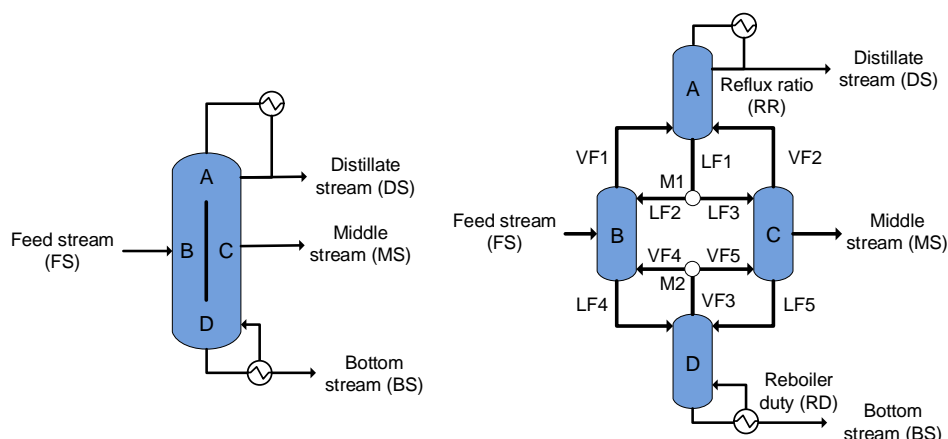 A
B
C
D
Feed stream
(FS)
Distillate
stream (DS)
Middle
stream (MS)
Bottom
stream (BS)
A
Reflux ratio
(RR)
Distillate
stream (DS)
VF1
LF1
VF2
M1
LF2
LF3
Feed stream
(FS)
B
C
Middle
stream (MS)
VF4
VF5
M2
LF4
VF3
LF5
D
Reboiler
duty (RD)
Bottom
stream (BS)